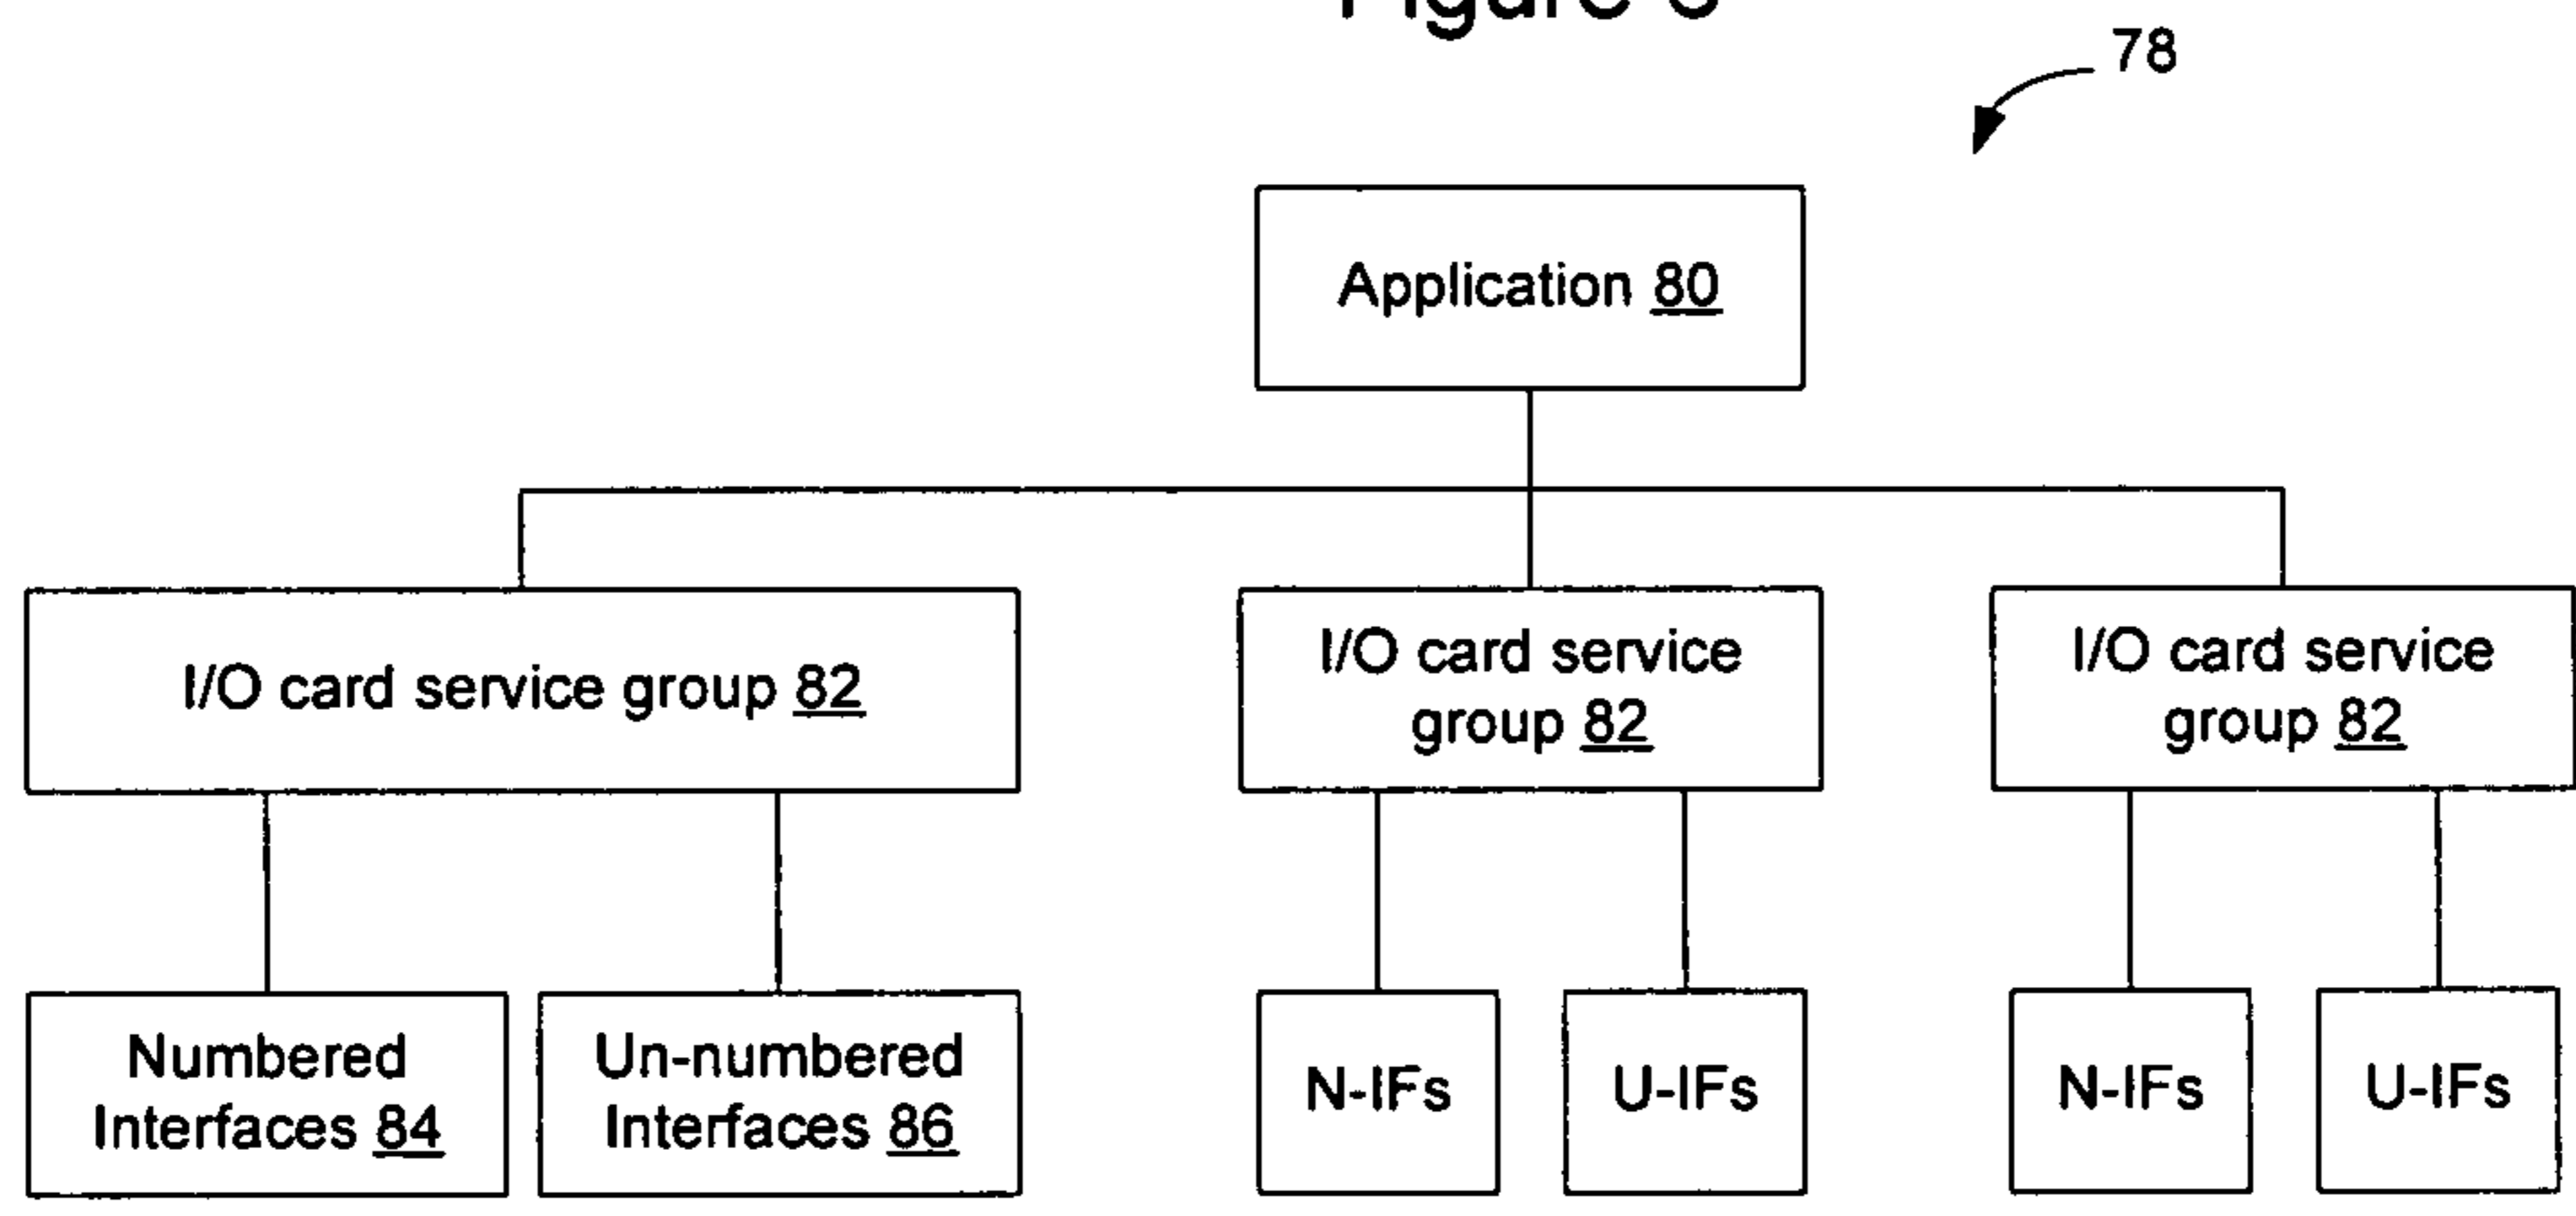 78
Application 80
I/O card service group 82
I/O card service
group 82
I/O card service
group 82
Numbered
Interfaces 84
Un-numbered
Interfaces 86
N-IFs
U-IFs
N-IFs
U-IFs